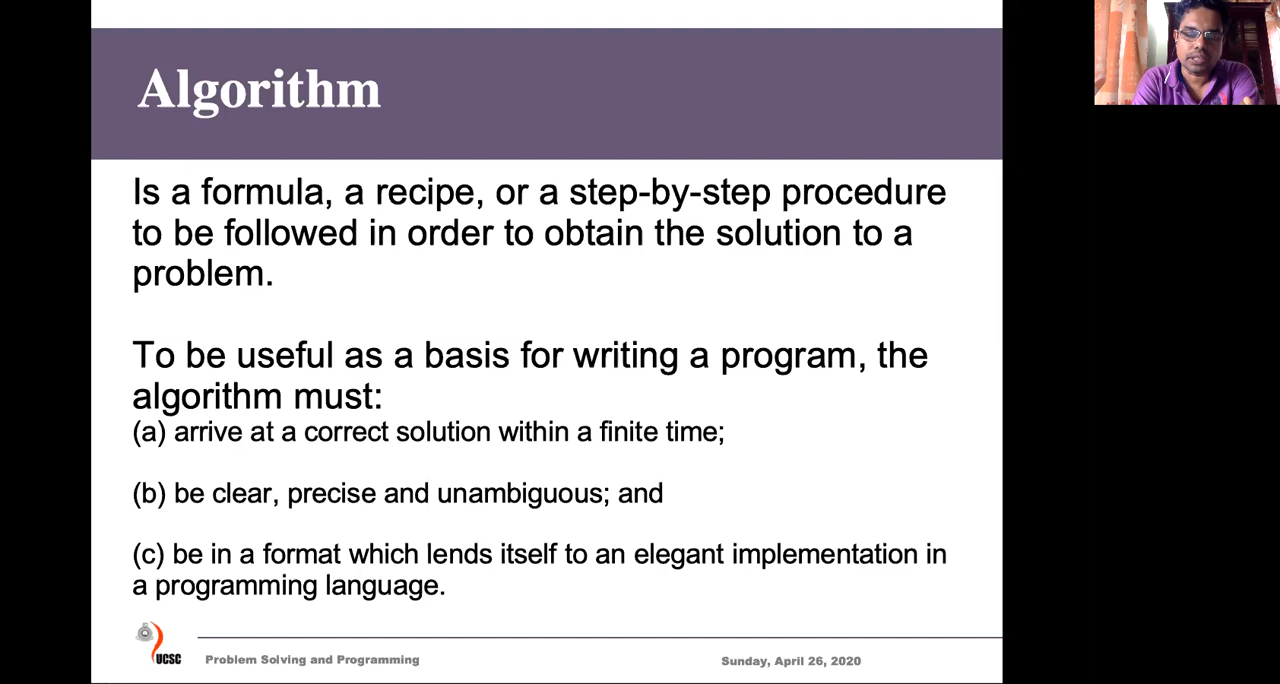 Algorithm
Is a formula, a recipe, or a step-by-step procedure
to be followed in order to obtain the solution to a
problem.
To be useful as a basis for writing a program, the
algorithm must:
(a) arrive at a correct solution within a finite time;
(b) be clear, precise and unambiguous; and
(c) be in a format which lends itself to an elegant implementation in
a programming language.
UCSC
Problem Solving and Programming
Sunday, April 26, 2020